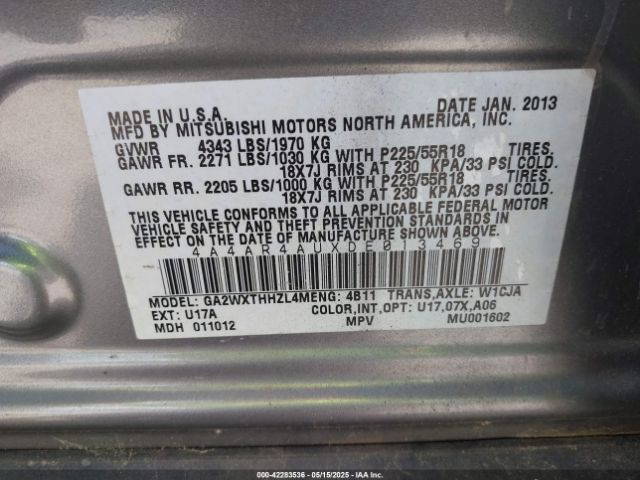 MADE IN U.S.A. DATE JAN. 2013
MFD BY MITSUBISHI MOTORS NORTH AMERICA, INC.
GVWR 4343 LBS/1970 KG
GAWR FR. 2271 LBS/1030 KG WITH P225/55R18 TIRES.
18X7J RIMS AT 230 KPA/33 PSI COLD.
GAWR RR. 2205 LBS/1000 KG WITH P225/55R18 TIRES.
18X7J RIMS AT 230 KPA/33 PSI COLD.
THIS VEHICLE CONFORMS TO ALL APPLICABLE FEDERAL MOTOR
VEHICLE SAFETY AND THEFT PREVENTION STANDARDS IN
EFFECT ON THE DATE OF MANUFACTURE SHOWN ABOVE.
4A4AR4AUXDE013469
MODEL: GA2WXTHHZL4MENG: 4B11 TRANS,AXLE: W1CJA
EXT: U17A COLOR,INT,OPT: U17,07X,A06
MDH 011012 MPV MU001602
000-42283536 - 05/15/2025 - IAA Inc.